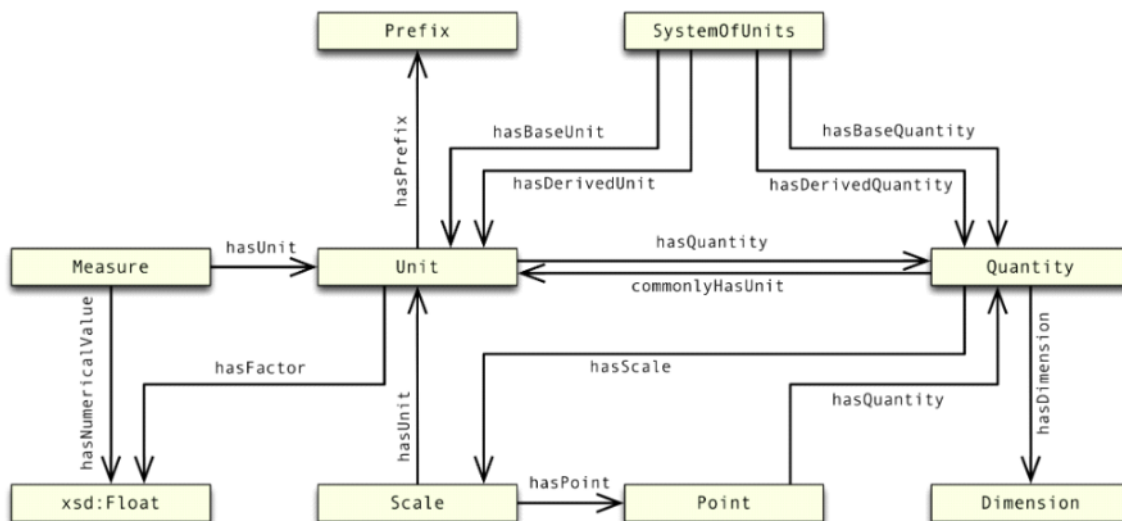 Prefix
SystemOfUnits
hasPrefix
hasBaseUnit
hasBaseQuantity
hasDerivedUnit
hasDerivedQuantity
Measure
hasUnit
Unit
hasQuantity
commonlyHasUnit
Quantity
hasNumericalValue
hasFactor
hasUnit
hasScale
hasQuantity
hasDimension
xsd:Float
Scale
hasPoint
Point
Dimension